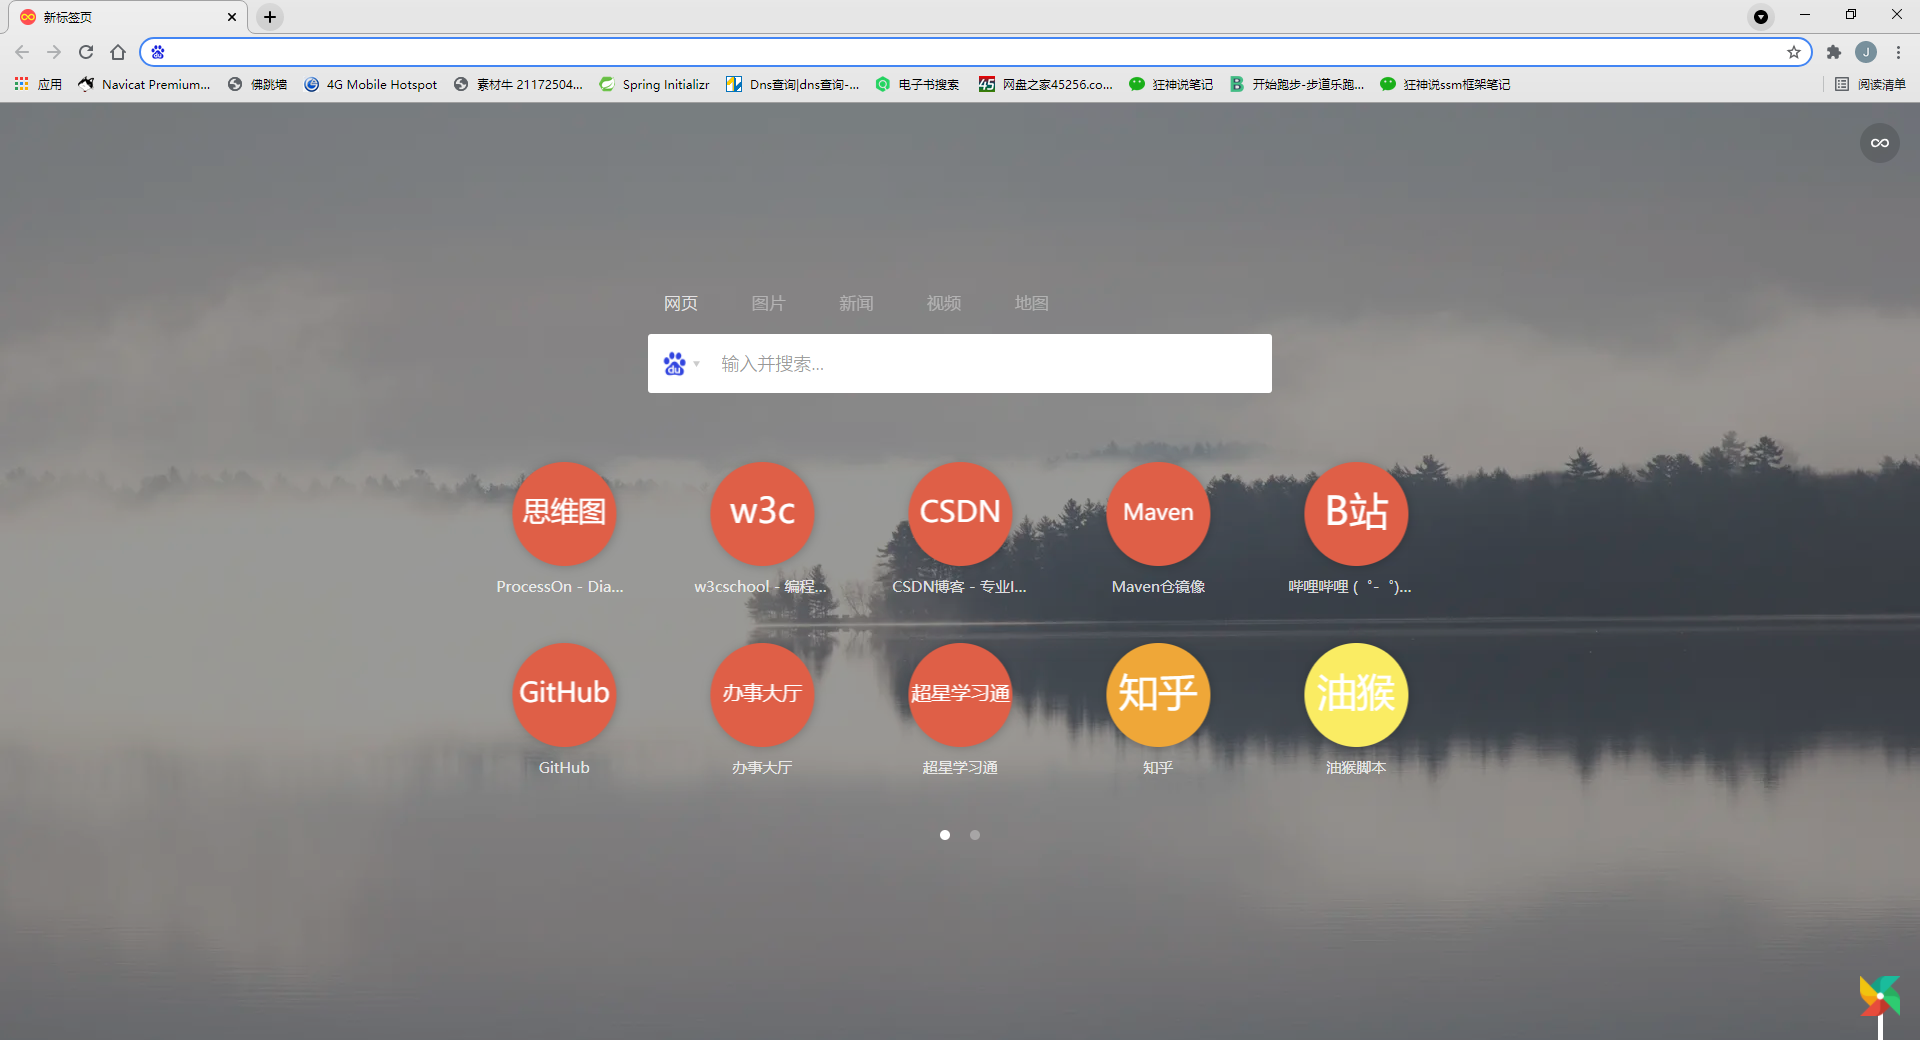 新标签页
J
应用
Navicat Premium...
佛跳墙
4G Mobile Hotspot
素材牛 21172504...
Spring Initializr
Dns查询|dns查询-...
电子书搜索
45
网盘之家45256.co...
狂神说笔记
B
开始跑步-步道乐跑...
狂神说ssm框架笔记
阅读清单
网页
图片
新闻
视频
地图
du
输入并搜索...
思维图
w3c
CSDN
Maven
B站
ProcessOn - Dia...
w3cschool - 编程...
CSDN博客 - 专业I...
Maven仓镜像
哔哩哔哩 (゜-゜)...
GitHub
办事大厅
超星学习通
知乎
油猴
GitHub
办事大厅
超星学习通
知乎
油猴脚本